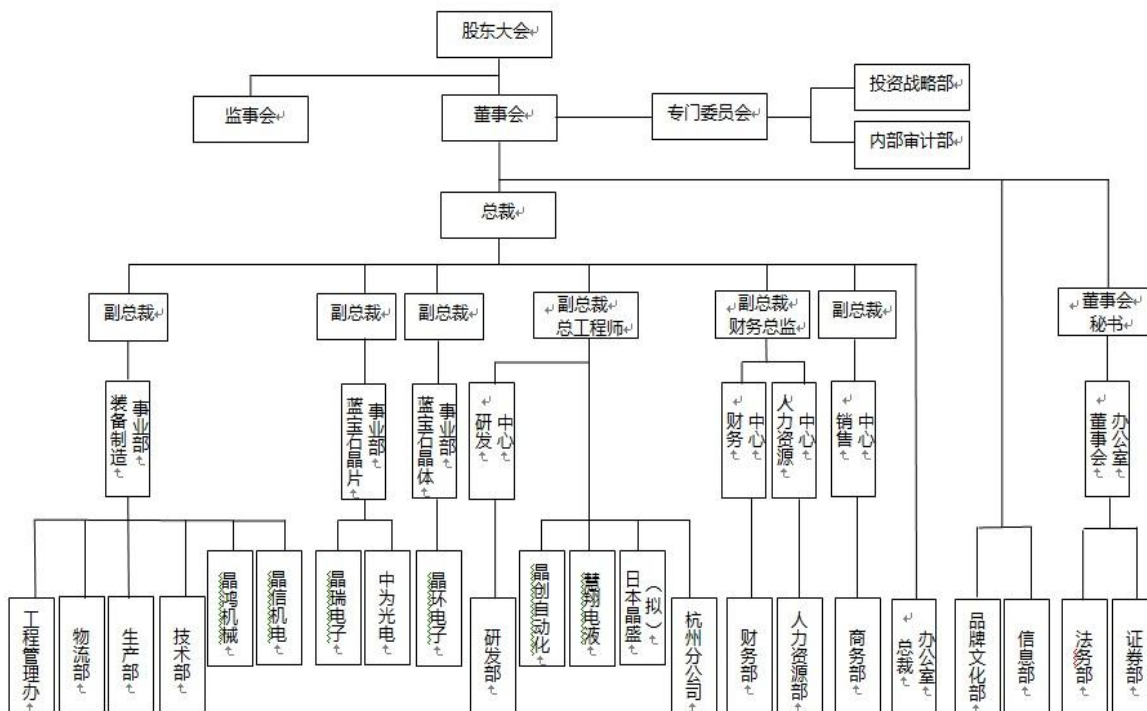 股东大会
监事会
董事会
专门委员会
投资战略部
内部审计部
总裁
副总裁
副总裁
副总裁
副总裁
总工程师
副总裁
财务总监
副总裁
董事会
秘书
装备制造
事业部
蓝宝石晶片
事业部
蓝宝石晶体
事业部
研发
中心
财务
中心
人力资源
中心
销售
中心
董事会
办公室
工程管理办
物流部
生产部
技术部
晶鸿机械
晶信机电
晶瑞电子
中为光电
晶环电子
研发部
晶创自动化
慧翔电液
日本晶盛
（拟）
杭州分公司
财务部
人力资源部
商务部
总裁
办公室
品牌文化部
信息部
法务部
证券部